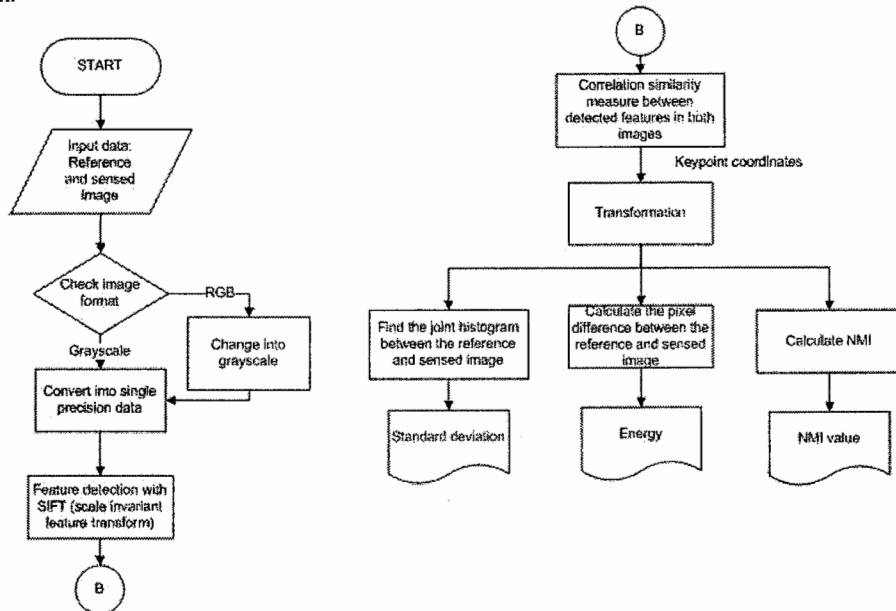 START
Input data:
Reference
and sensed
image
Check image
format
RGB
Change into
grayscale
Grayscale
Convert into single
precision data
Feature detection with
SIFT (scale invariant
feature transform)
B
B
Correlation similarity
measure between
detected features in both
images
Keypoint coordinates
Transformation
Find the joint histogram
between the reference
and sensed image
Calculate the pixel
difference between the
reference and sensed
image
Calculate NMI
Standard deviation
Energy
NMI value